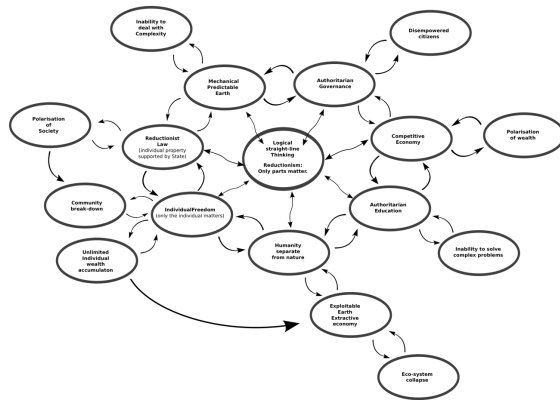 Inability to
deal with
Complexity
Disempowered
citizens
Mechanical
Predictable
Earth
Authoritarian
Governance
Polarisation
of
Society
Reductionist
Law
(Individual property
supported by State)
Logical
straight-line
Thinking
Reductionism:
Only parts matter.
Competitive
Economy
Polarisation
of wealth
Community
break-down
IndividualFreedom
(only the individual matters)
Authoritarian
Education
Unlimited
Individual
wealth
accumulaton
Humanity
separate
from nature
Inability to solve
complex problems
Exploitable
Earth
Extractive
economy
Eco-system
collapse